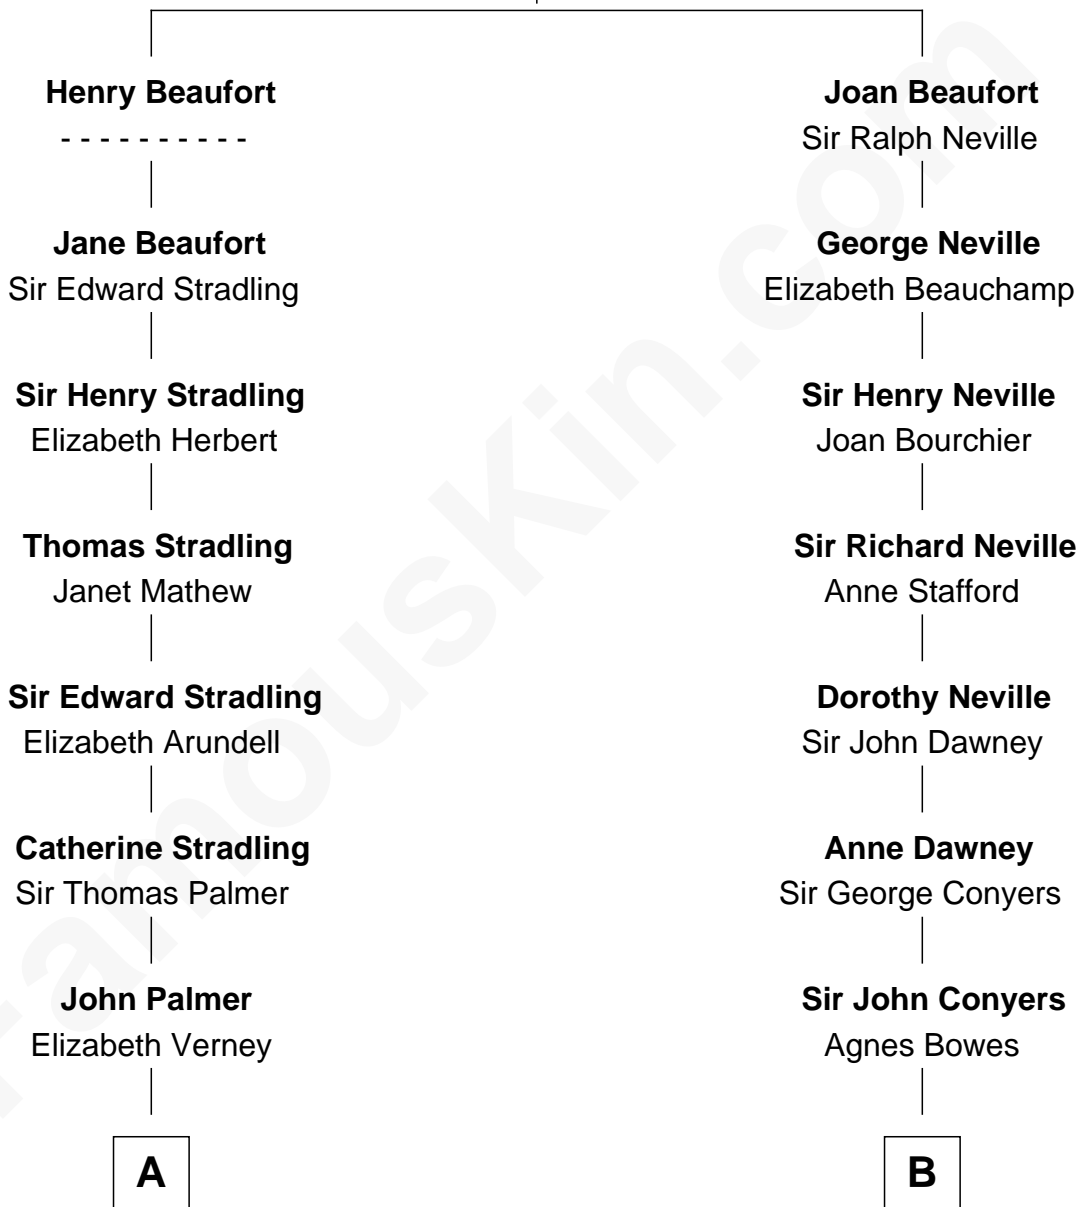 Henry Beaufort
- - - - - - - - - -
Jane Beaufort
Sir Edward Stradling
Sir Henry Stradling
Elizabeth Herbert
Thomas Stradling
Janet Mathew
Sir Edward Stradling
Elizabeth Arundell
Catherine Stradling
Sir Thomas Palmer
John Palmer
Elizabeth Verney
A
Joan Beaufort
Sir Ralph Neville
George Neville
Elizabeth Beauchamp
Sir Henry Neville
Joan Bourchier
Sir Richard Neville
Anne Stafford
Dorothy Neville
Sir John Dawney
Anne Dawney
Sir George Conyers
Sir John Conyers
Agnes Bowes
B
FamousKin.com